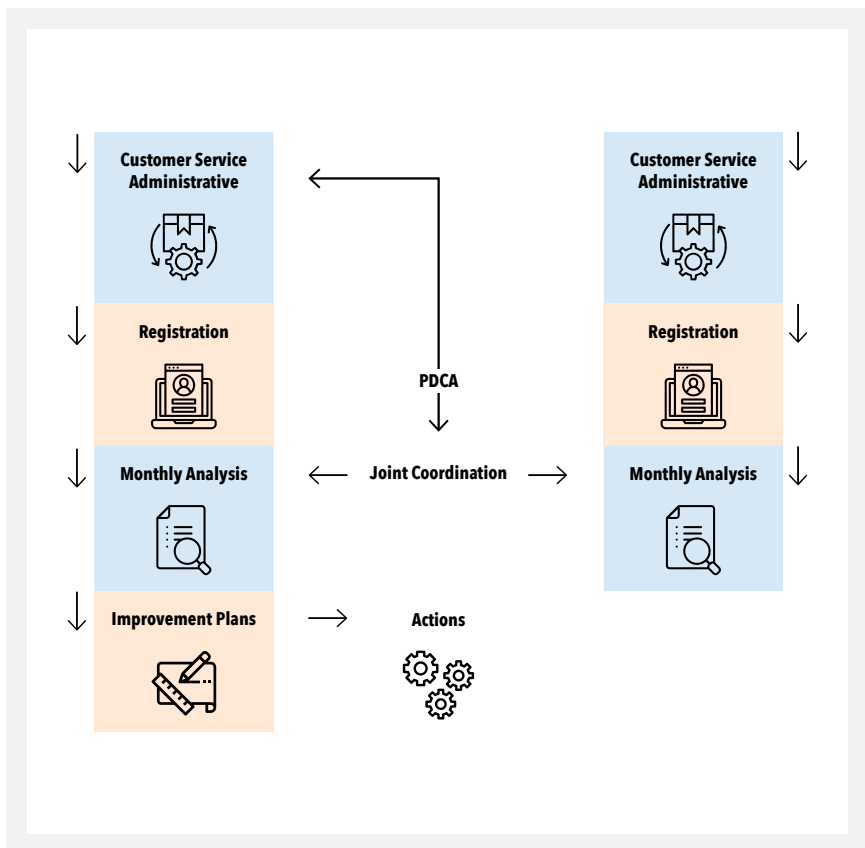 Customer Service
Administrative
Registration
Monthly Analysis
Improvement Plans
PDCA
Joint Coordination
Actions
Customer Service
Administrative
Registration
Monthly Analysis